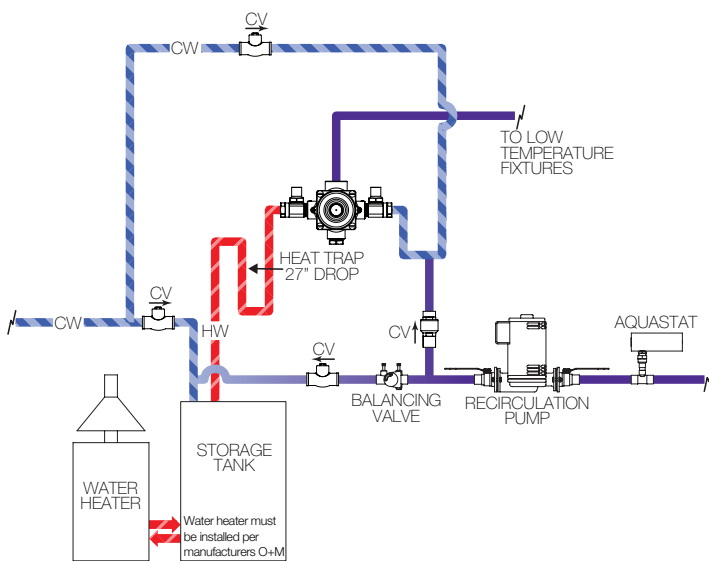 CV
CW
TO LOW
TEMPERATURE
FIXTURES
HEAT TRAP
27" DROP
CV
CW
HW
CV
AQUASTAT
CV
BALANCING
VALVE
RECIRCULATION
PUMP
STORAGE
TANK
WATER
HEATER
Water heater must
be installed per
manufacturers O+M